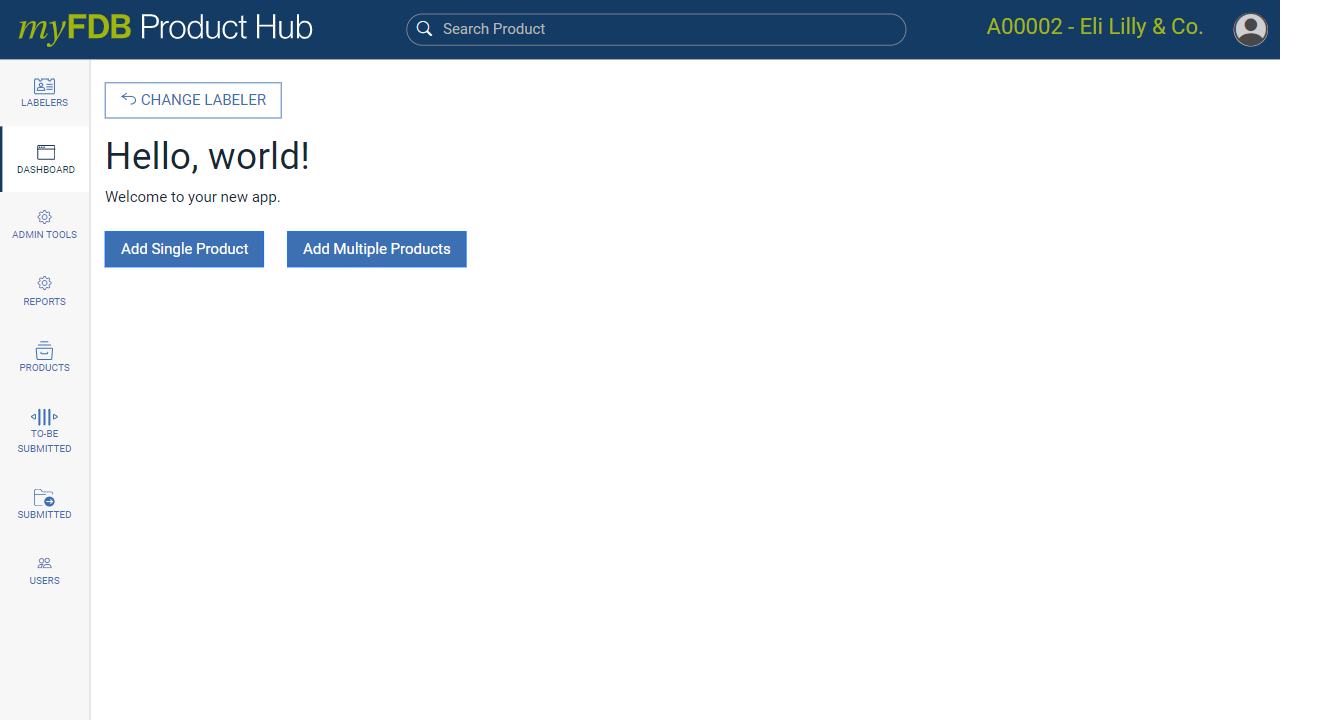 myFDB Product Hub
Search Product
A00002 - Eli Lilly & Co.
LABELERS
DASHBOARD
ADMIN TOOLS
REPORTS
PRODUCTS
TO-BE
SUBMITTED
SUBMITTED
USERS
CHANGE LABELER
Hello, world!
Welcome to your new app.
Add Single Product
Add Multiple Products